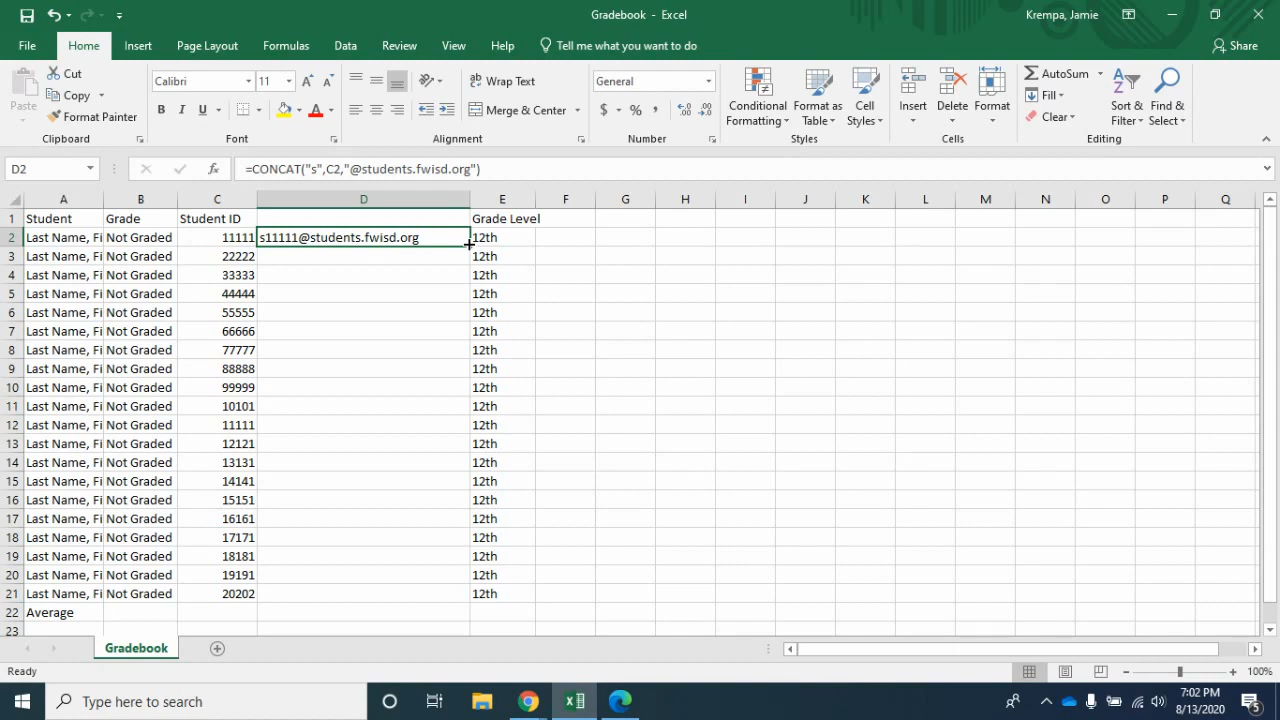 Gradebook - Excel
Krempa, Jamie
File Home Insert Page Layout Formulas Data Review View Help Tell me what you want to do Share
Paste
Cut
Copy
Format Painter
Clipboard
Calibri 11
B I U A
Font
Wrap Text
Merge & Center
Alignment
General
$ % ,
Number
Conditional Formatting
Format as Table
Cell Styles
Styles
Insert Delete Format
Cells
AutoSum
Fill
Clear
Sort & Filter
Find & Select
Editing
D2 fx =CONCAT("s",C2,"@students.fwisd.org")
A B C D E F G H I J K L M N O P Q
1 Student Grade Student ID Grade Level
2 Last Name, Fi Not Graded 11111 s11111@students.fwisd.org 12th
3 Last Name, Fi Not Graded 22222 12th
4 Last Name, Fi Not Graded 33333 12th
5 Last Name, Fi Not Graded 44444 12th
6 Last Name, Fi Not Graded 55555 12th
7 Last Name, Fi Not Graded 66666 12th
8 Last Name, Fi Not Graded 77777 12th
9 Last Name, Fi Not Graded 88888 12th
10 Last Name, Fi Not Graded 99999 12th
11 Last Name, Fi Not Graded 10101 12th
12 Last Name, Fi Not Graded 11111 12th
13 Last Name, Fi Not Graded 12121 12th
14 Last Name, Fi Not Graded 13131 12th
15 Last Name, Fi Not Graded 14141 12th
16 Last Name, Fi Not Graded 15151 12th
17 Last Name, Fi Not Graded 16161 12th
18 Last Name, Fi Not Graded 17171 12th
19 Last Name, Fi Not Graded 18181 12th
20 Last Name, Fi Not Graded 19191 12th
21 Last Name, Fi Not Graded 20202 12th
22 Average
23
Gradebook
Ready
100%
Type here to search
7:02 PM
8/13/2020
5